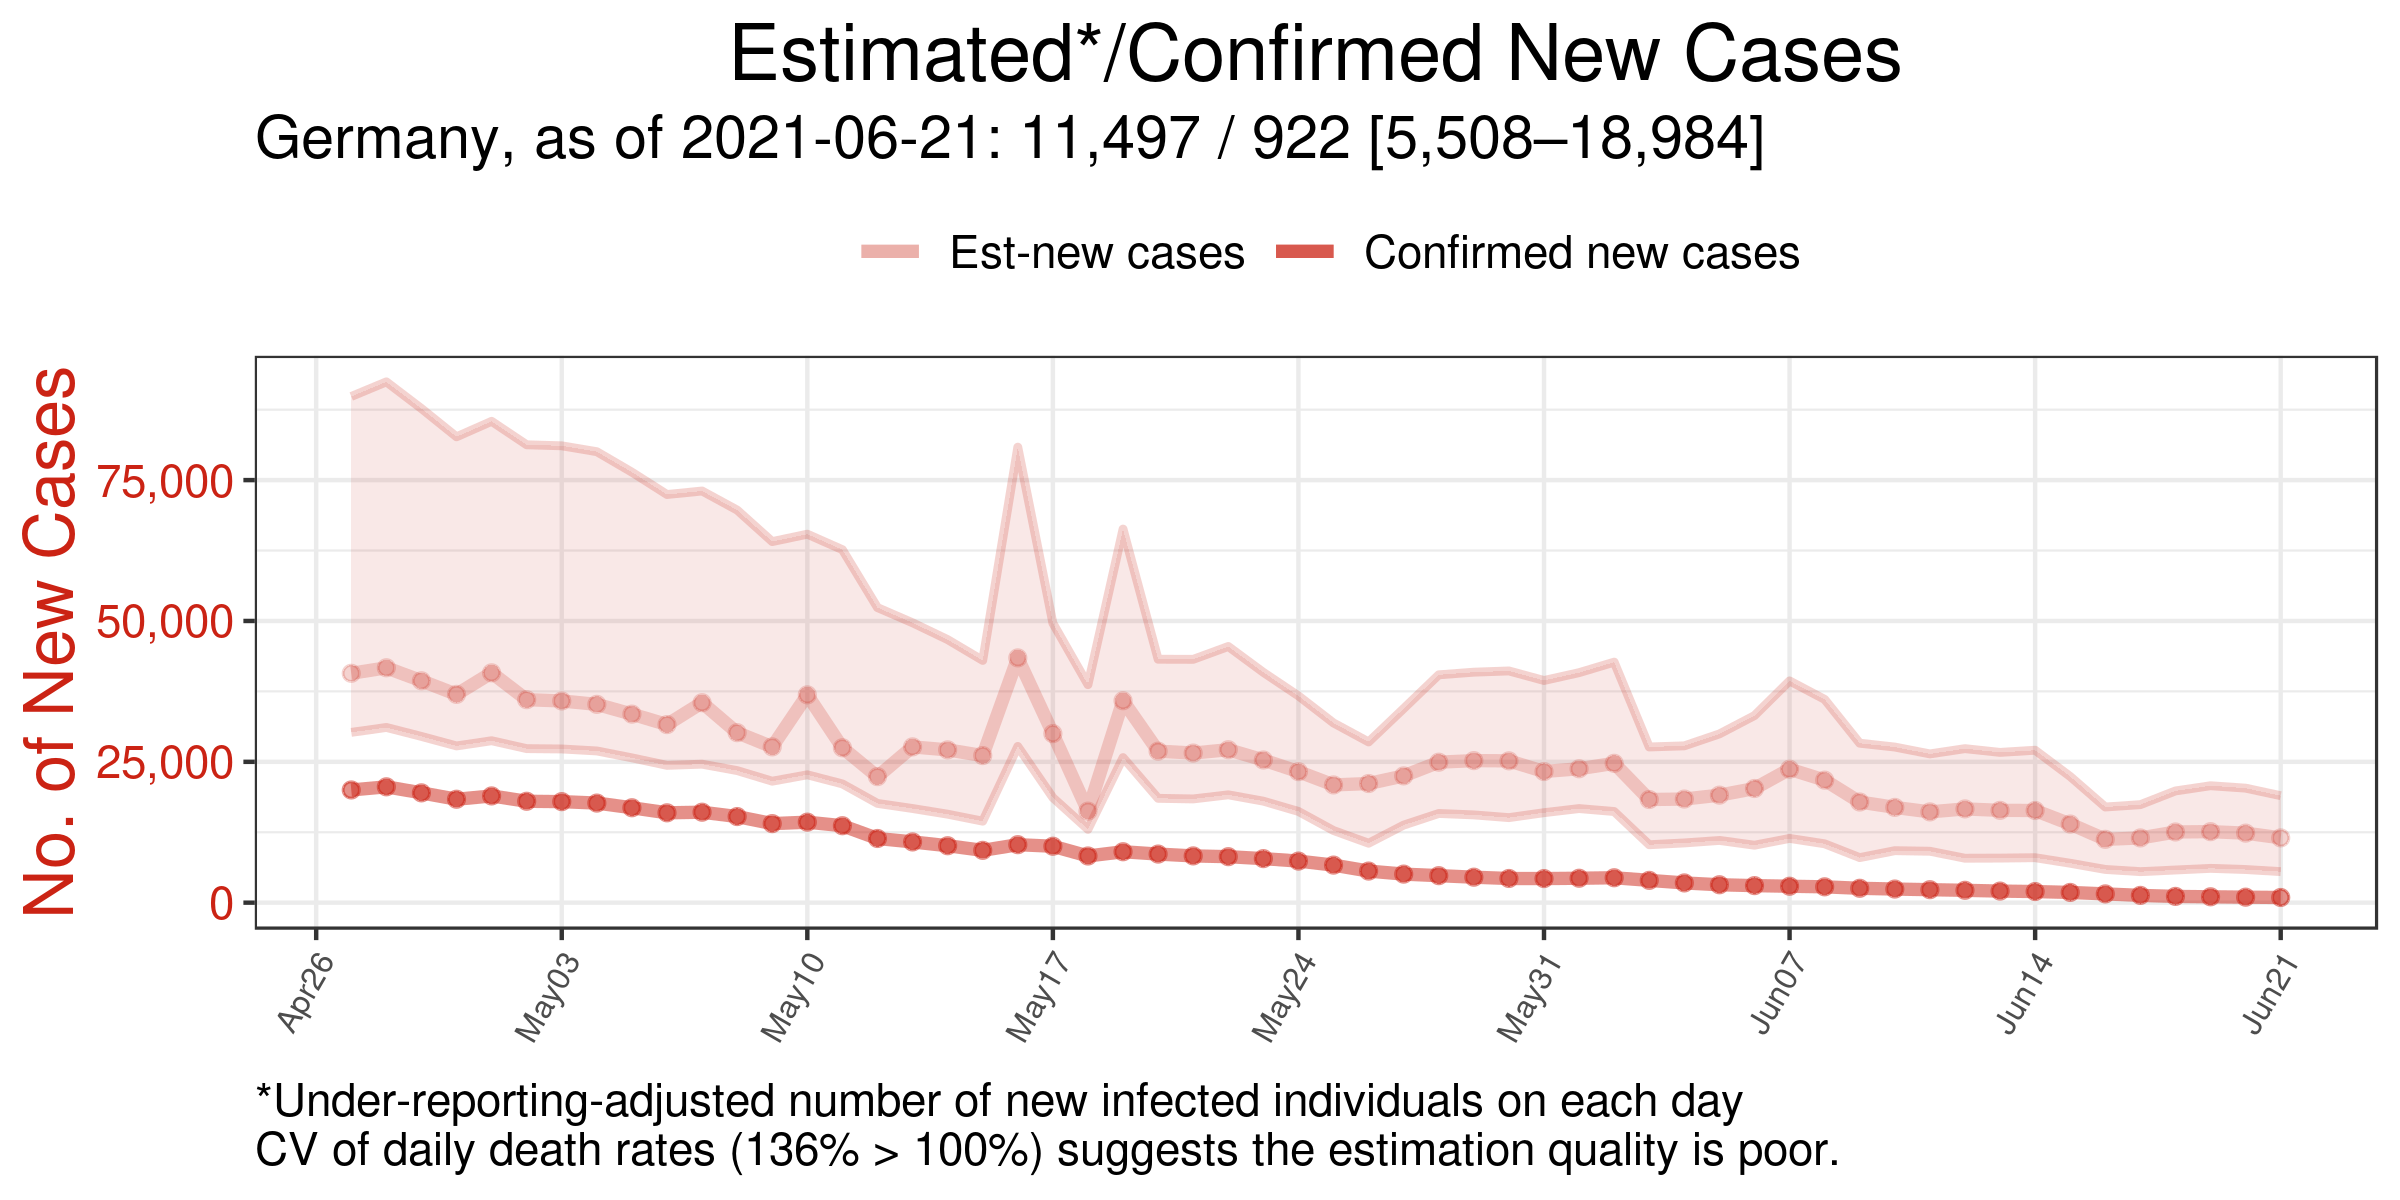 Estimated*/Confirmed New Cases
Germany, as of 2021-06-21: 11,497 / 922 [5,508–18,984]
Est-new cases Confirmed new cases
No. of New Cases
75,000
50,000
25,000
0
Apr26 May03 May10 May17 May24 May31 Jun07 Jun14 Jun21
*Under-reporting-adjusted number of new infected individuals on each day
CV of daily death rates (136% > 100%) suggests the estimation quality is poor.